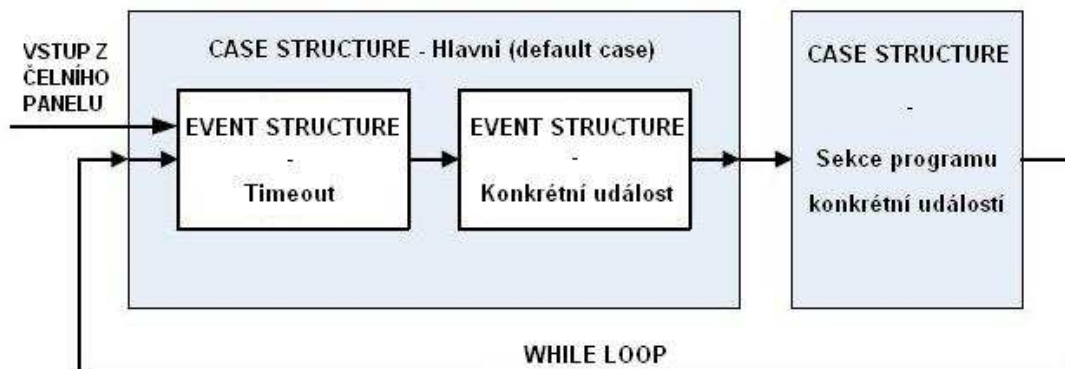 VSTUP Z
ČELNÍHO
PANELU
CASE STRUCTURE - Hlavní (default case)
EVENT STRUCTURE
-
Timeout
EVENT STRUCTURE
-
Konkrétní událost
CASE STRUCTURE
-
Sekce programu
konkrétní událostí
WHILE LOOP